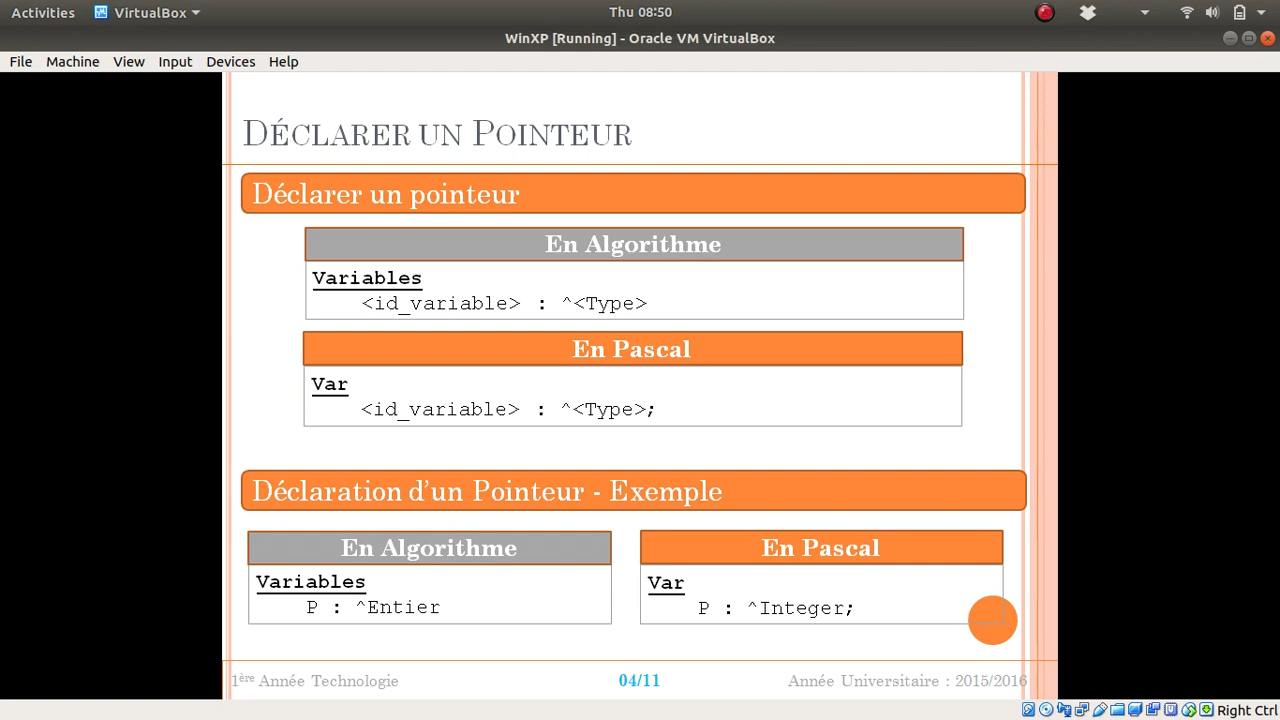 Activities VirtualBox Thu 08:50
WinXP [Running] - Oracle VM VirtualBox
File Machine View Input Devices Help
DÉCLARER UN POINTEUR
Déclarer un pointeur
En Algorithme
Variables
<id_variable> : ^<Type>
En Pascal
Var
<id_variable> : ^<Type>;
Déclaration d’un Pointeur - Exemple
En Algorithme
Variables
P : ^Entier
En Pascal
Var
P : ^Integer;
1ère Année Technologie 04/11 Année Universitaire : 2015/2016
Right Ctrl